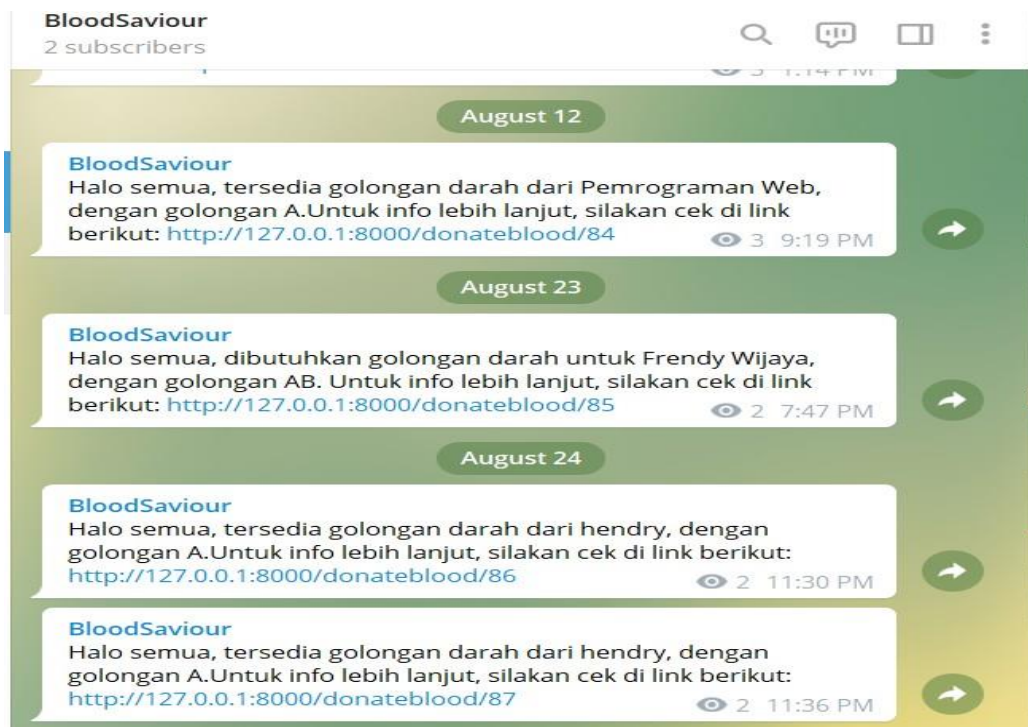 BloodSaviour
2 subscribers
3 1:14 PM
August 12
BloodSaviour
Halo semua, tersedia golongan darah dari Pemrograman Web,
dengan golongan A.Untuk info lebih lanjut, silakan cek di link
berikut: http://127.0.0.1:8000/donateblood/84 3 9:19 PM
August 23
BloodSaviour
Halo semua, dibutuhkan golongan darah untuk Frendy Wijaya,
dengan golongan AB. Untuk info lebih lanjut, silakan cek di link
berikut: http://127.0.0.1:8000/donateblood/85 2 7:47 PM
August 24
BloodSaviour
Halo semua, tersedia golongan darah dari hendry, dengan
golongan A.Untuk info lebih lanjut, silakan cek di link berikut:
http://127.0.0.1:8000/donateblood/86 2 11:30 PM
BloodSaviour
Halo semua, tersedia golongan darah dari hendry, dengan
golongan A.Untuk info lebih lanjut, silakan cek di link berikut:
http://127.0.0.1:8000/donateblood/87 2 11:36 PM